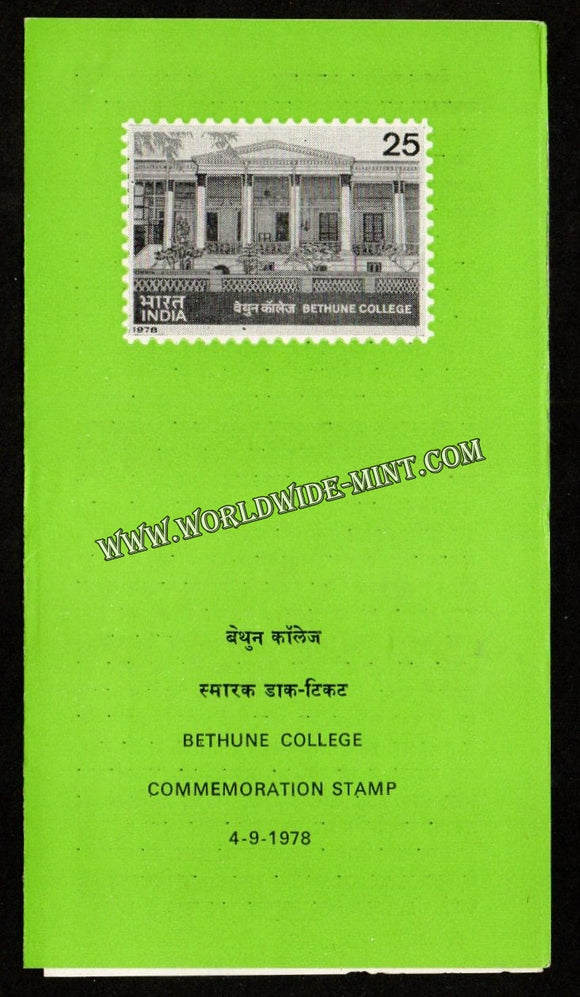 25
भारत
INDIA
बेथुन कॉलेज BETHUNE COLLEGE
1978
WWW.WORLDWIDE-MINT.COM
बेथुन कॉलेज
स्मारक डाक-टिकट
BETHUNE COLLEGE
COMMEMORATION STAMP
4-9-1978